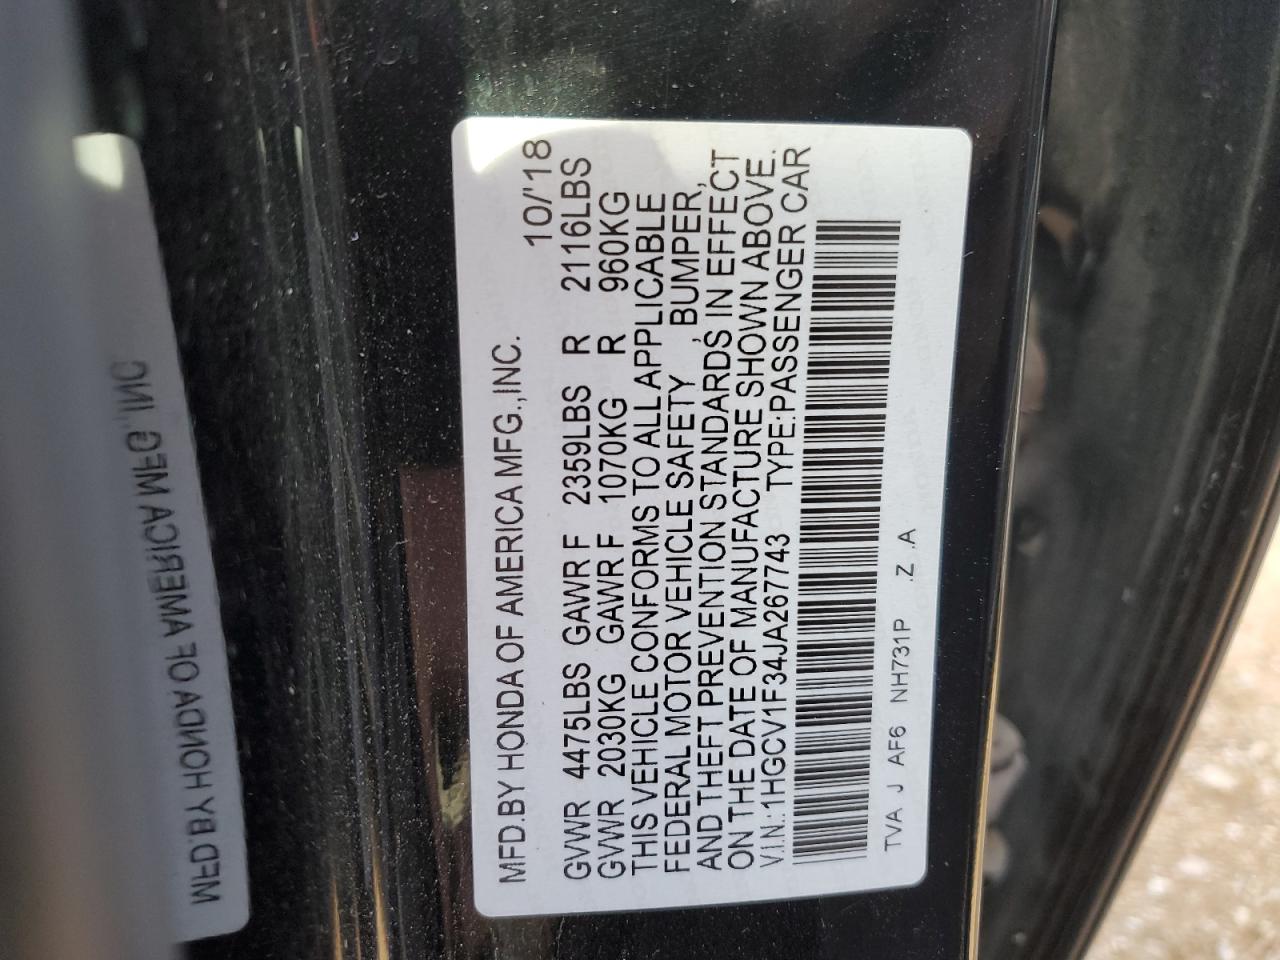 MFD.BY HONDA OF AMERICA MFG.,INC.
10/'18
GVWR 4475LBS GAWR F 2359LBS R 2116LBS
GVWR 2030KG GAWR F 1070KG R 960KG
THIS VEHICLE CONFORMS TO ALL APPLICABLE
FEDERAL MOTOR VEHICLE SAFETY , BUMPER,
AND THEFT PREVENTION STANDARDS, IN EFFECT
ON THE DATE OF MANUFACTURE SHOWN ABOVE.
V.I.N.:1HGCV1F34JA267743 TYPE:PASSENGER CAR
TVA J AF6 NH731P .Z .A
MFD.BY HONDA OF AMERICA MFG.,INC